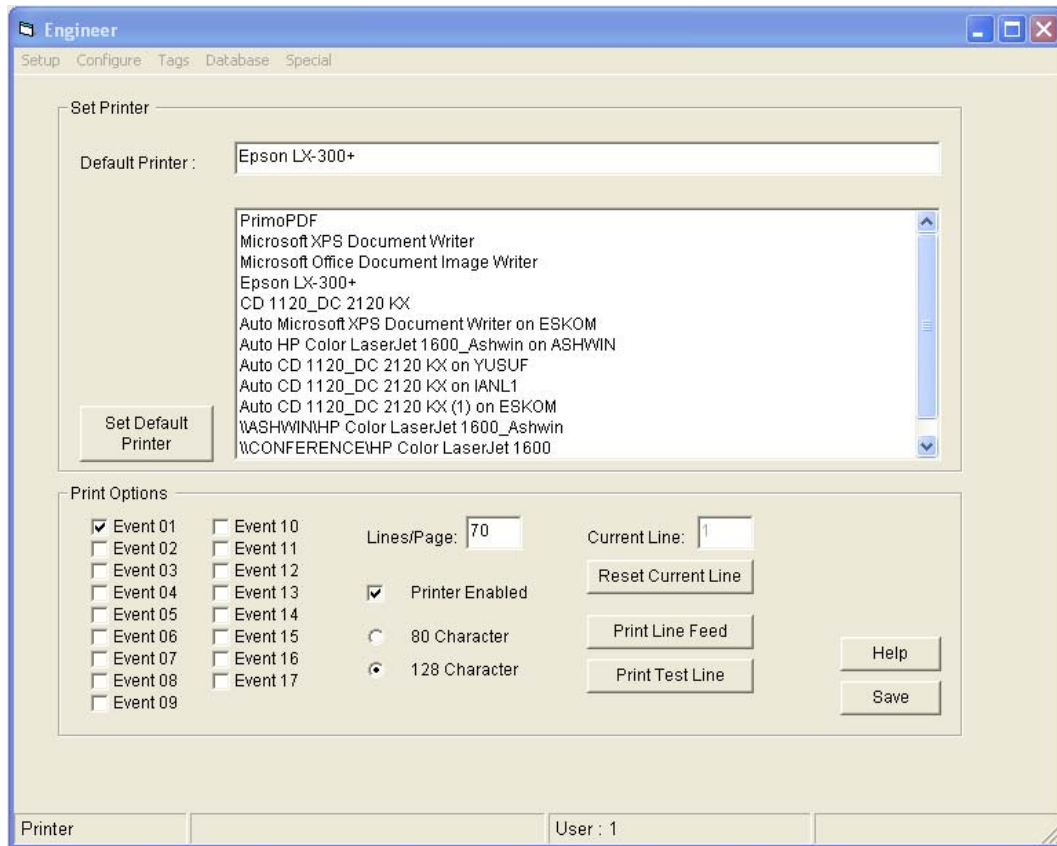 Engineer
Setup Configure Tags Database Special
Set Printer
Default Printer : Epson LX-300+
PrimoPDF
Microsoft XPS Document Writer
Microsoft Office Document Image Writer
Epson LX-300+
CD 1120_DC 2120 KX
Auto Microsoft XPS Document Writer on ESKOM
Auto HP Color LaserJet 1600_Ashwin on ASHWIN
Auto CD 1120_DC 2120 KX on YUSUF
Auto CD 1120_DC 2120 KX on IANL1
Auto CD 1120_DC 2120 KX (1) on ESKOM
\\ASHWIN\HP Color LaserJet 1600_Ashwin
\\CONFERENCE\HP Color LaserJet 1600
Set Default
Printer
Print Options
Event 01
Event 02
Event 03
Event 04
Event 05
Event 06
Event 07
Event 08
Event 09
Event 10
Event 11
Event 12
Event 13
Event 14
Event 15
Event 16
Event 17
Lines/Page: 70
Printer Enabled
80 Character
128 Character
Current Line: 1
Reset Current Line
Print Line Feed
Print Test Line
Help
Save
Printer
User : 1